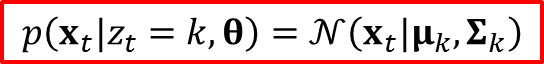 p(𝐱ₜ|zₜ = k, 𝛉) = 𝒩(𝐱ₜ|𝛍ₖ, 𝚺ₖ)